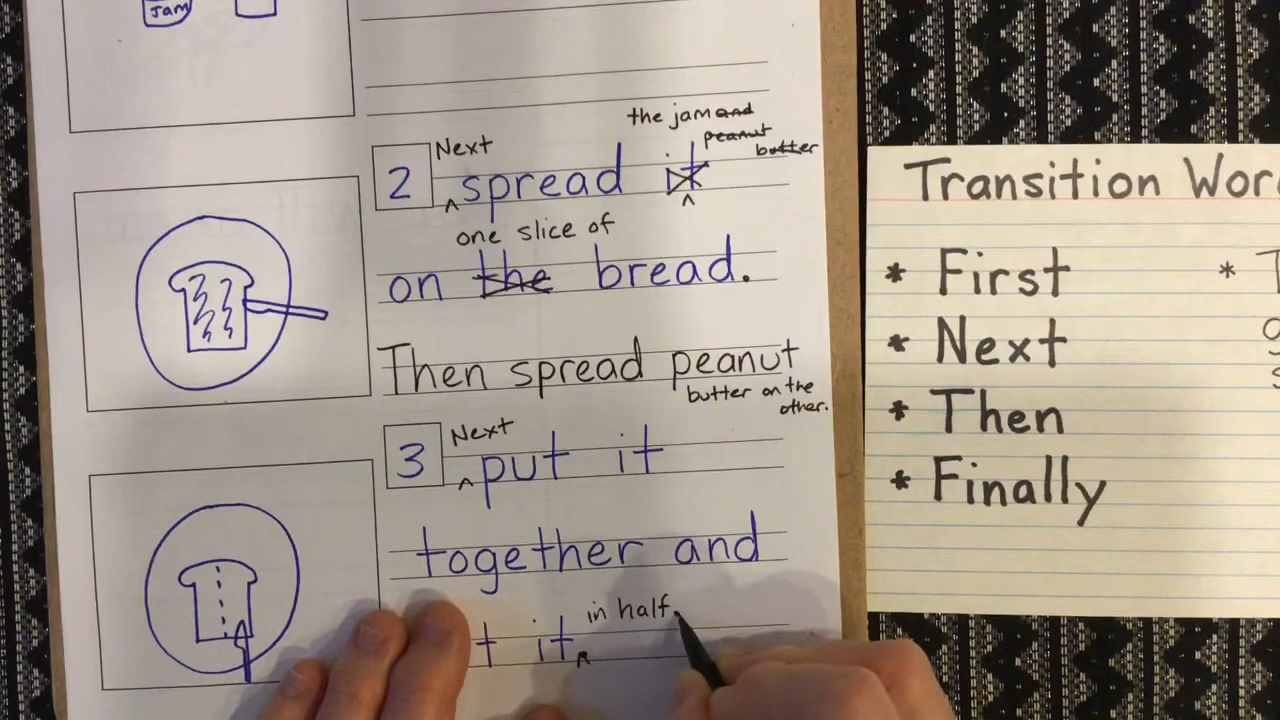 Jam
the jam and
peanut
butter
Next
2 spread it
one slice of
on the bread.
Then spread peanut
butter on the
other.
Next
3 put it
together and
in half.
t it
Transition Wor
* First
* Next
* Then
* Finally
*